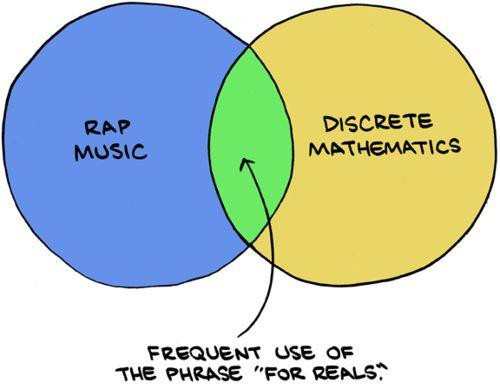 RAP
MUSIC
DISCRETE
MATHEMATICS
FREQUENT USE OF
THE PHRASE "FOR REALS."